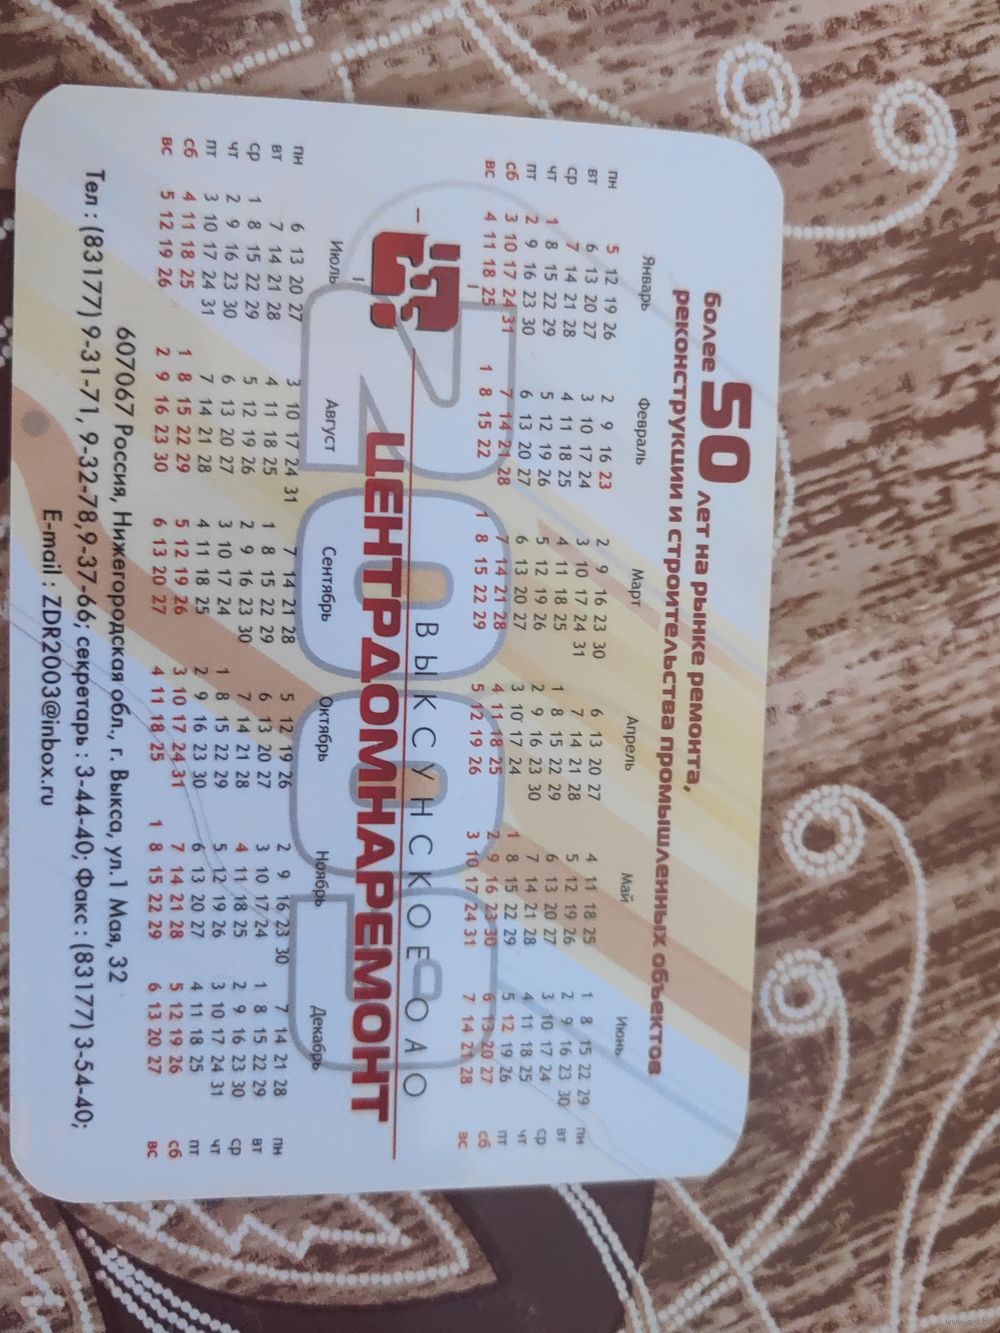 более 50 лет на рынке ремонта,
реконструкции и строительства промышленных объектов
Январь Февраль Март Апрель Май Июнь
пн 5 12 19 26 2 9 16 23 2 9 16 23 30 6 13 20 27 4 11 18 25 1 8 15 22 29 пн
вт 6 13 20 27 3 10 17 24 3 10 17 24 31 7 14 21 28 5 12 19 26 2 9 16 23 30 вт
ср 7 14 21 28 4 11 18 25 4 11 18 25 1 8 15 22 29 6 13 20 27 3 10 17 24 ср
чт 1 8 15 22 29 5 12 19 26 5 12 19 26 2 9 16 23 30 7 14 21 28 4 11 18 25 чт
пт 2 9 16 23 30 6 13 20 27 6 13 20 27 3 10 17 24 1 8 15 22 29 5 12 19 26 пт
сб 3 10 17 24 31 7 14 21 28 7 14 21 28 4 11 18 25 2 9 16 23 30 6 13 20 27 сб
вс 4 11 18 25 1 8 15 22 1 8 15 22 29 5 12 19 26 3 10 17 24 31 7 14 21 28 вс
2009
ВЫКСУНСКОЕ ОАО
ЦЕНТРДОМНАРЕМОНТ
Июль Август Сентябрь Октябрь Ноябрь Декабрь
пн 6 13 20 27 3 10 17 24 31 7 14 21 28 5 12 19 26 2 9 16 23 30 7 14 21 28 пн
вт 7 14 21 28 4 11 18 25 1 8 15 22 29 6 13 20 27 3 10 17 24 1 8 15 22 29 вт
ср 1 8 15 22 29 5 12 19 26 2 9 16 23 30 7 14 21 28 4 11 18 25 2 9 16 23 30 ср
чт 2 9 16 23 30 6 13 20 27 3 10 17 24 1 8 15 22 29 5 12 19 26 3 10 17 24 31 чт
пт 3 10 17 24 31 7 14 21 28 4 11 18 25 2 9 16 23 30 6 13 20 27 4 11 18 25 пт
сб 4 11 18 25 1 8 15 22 29 5 12 19 26 3 10 17 24 31 7 14 21 28 5 12 19 26 сб
вс 5 12 19 26 2 9 16 23 30 6 13 20 27 4 11 18 25 1 8 15 22 29 6 13 20 27 вс
607067 Россия, Нижегородская обл., г. Выкса, ул.1 Мая, 32
Тел : (83177) 9-31-71, 9-32-78,9-37-66; секретарь : 3-44-40; Факс : (83177) 3-54-40;
E-mail : ZDR2003@inbox.ru